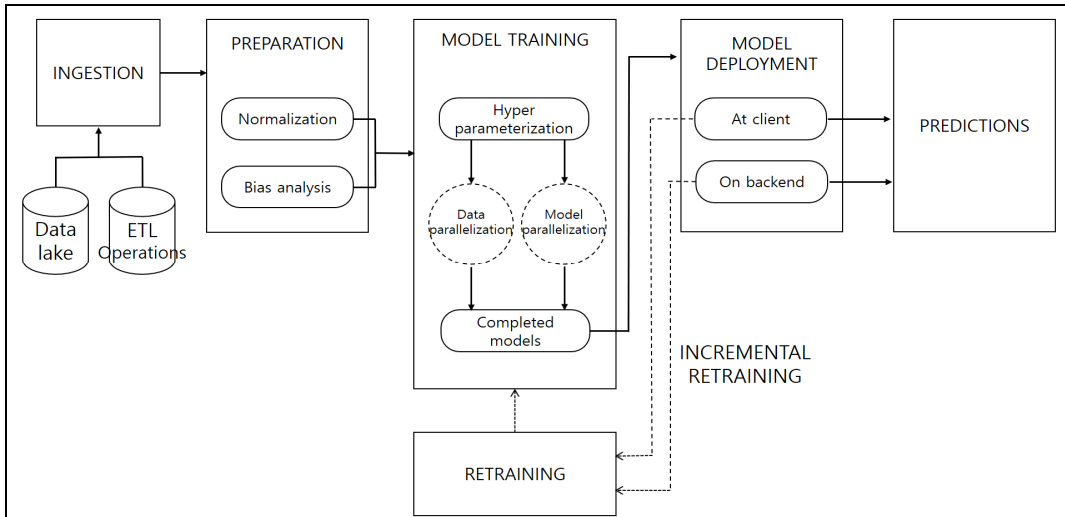 INGESTION
Data
lake
ETL
Operations
PREPARATION
Normalization
Bias analysis
MODEL TRAINING
Hyper
parameterization
Data
parallelization
Model
parallelization
Completed
models
MODEL
DEPLOYMENT
At client
On backend
PREDICTIONS
INCREMENTAL
RETRAINING
RETRAINING